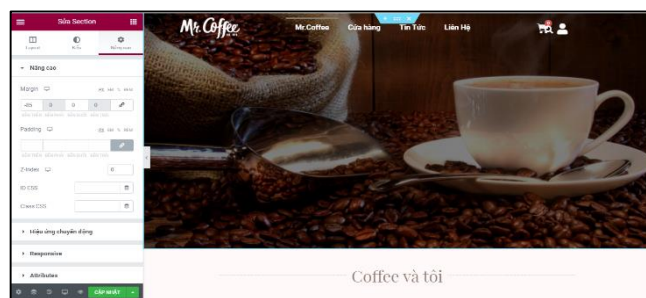 Sửa Section
Layout
Kiểu
Nâng cao
Nâng cao
Margin
-85 0 0 0
Padding
Z-Index
0
ID CSS
Class CSS
Hiệu ứng chuyển động
Responsive
Attributes
CẬP NHẬT
Mr. Coffee
Mr.Coffee Cửa hàng Tin Tức Liên Hệ
Coffee và tôi